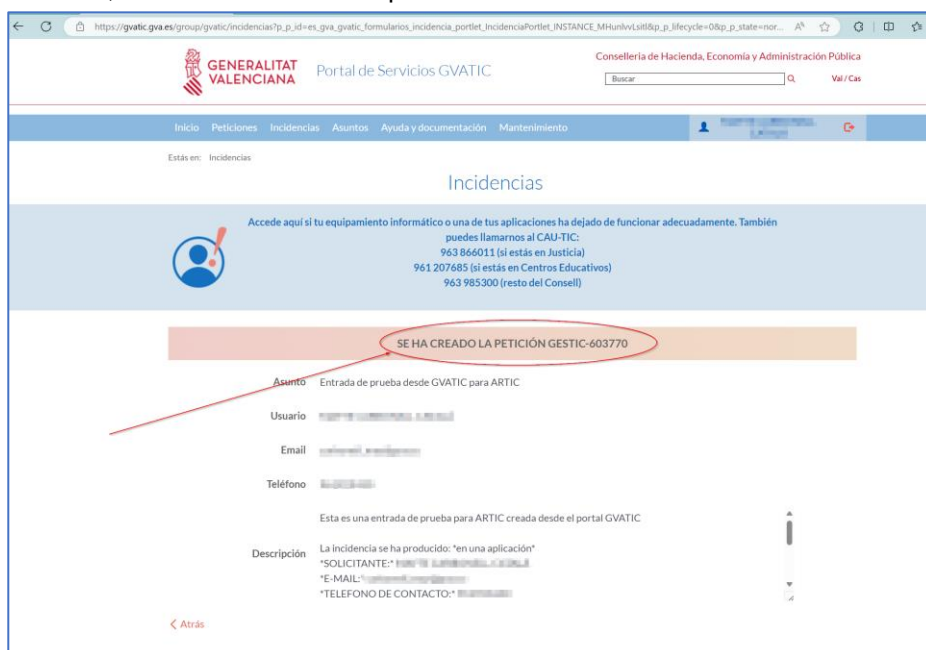 https://gvatic.gva.es/group/gvatic/incidencias?p_p_id=es_gva_gvatic_formularios_incidencia_portlet_IncidenciaPortlet_INSTANCE_MHunlvvLsitl&p_p_lifecycle=0&p_p_state=nor...
GENERALITAT
VALENCIANA
Portal de Servicios GVATIC
Conselleria de Hacienda, Economía y Administración Pública
Buscar
Val / Cas
Inicio Peticiones Incidencias Asuntos Ayuda y documentación Mantenimiento
Estás en: Incidencias
Incidencias
Accede aquí si tu equipamiento informático o una de tus aplicaciones ha dejado de funcionar adecuadamente. También
puedes llamarnos al CAU-TIC:
963 866011 (si estás en Justicia)
961 207685 (si estás en Centros Educativos)
963 985300 (resto del Consell)
SE HA CREADO LA PETICIÓN GESTIC-603770
Asunto Entrada de prueba desde GVATIC para ARTIC
Usuario
Email
Teléfono
Esta es una entrada de prueba para ARTIC creada desde el portal GVATIC
Descripción
La incidencia se ha producido: *en una aplicación*
*SOLICITANTE:*
*E-MAIL:*
*TELEFONO DE CONTACTO:*
Atrás